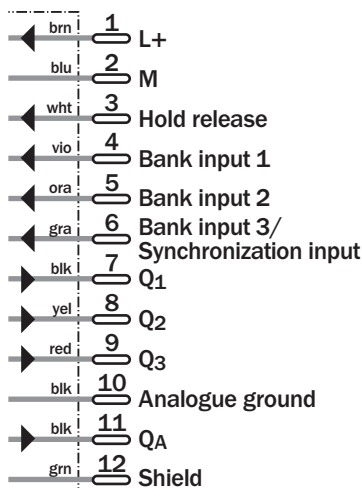 brn 1 L+
blu 2 M
wht 3 Hold release
vio 4 Bank input 1
ora 5 Bank input 2
gra 6 Bank input 3/
Synchronization input
blk 7 Q1
yel 8 Q2
red 9 Q3
blk 10 Analogue ground
blk 11 QA
grn 12 Shield